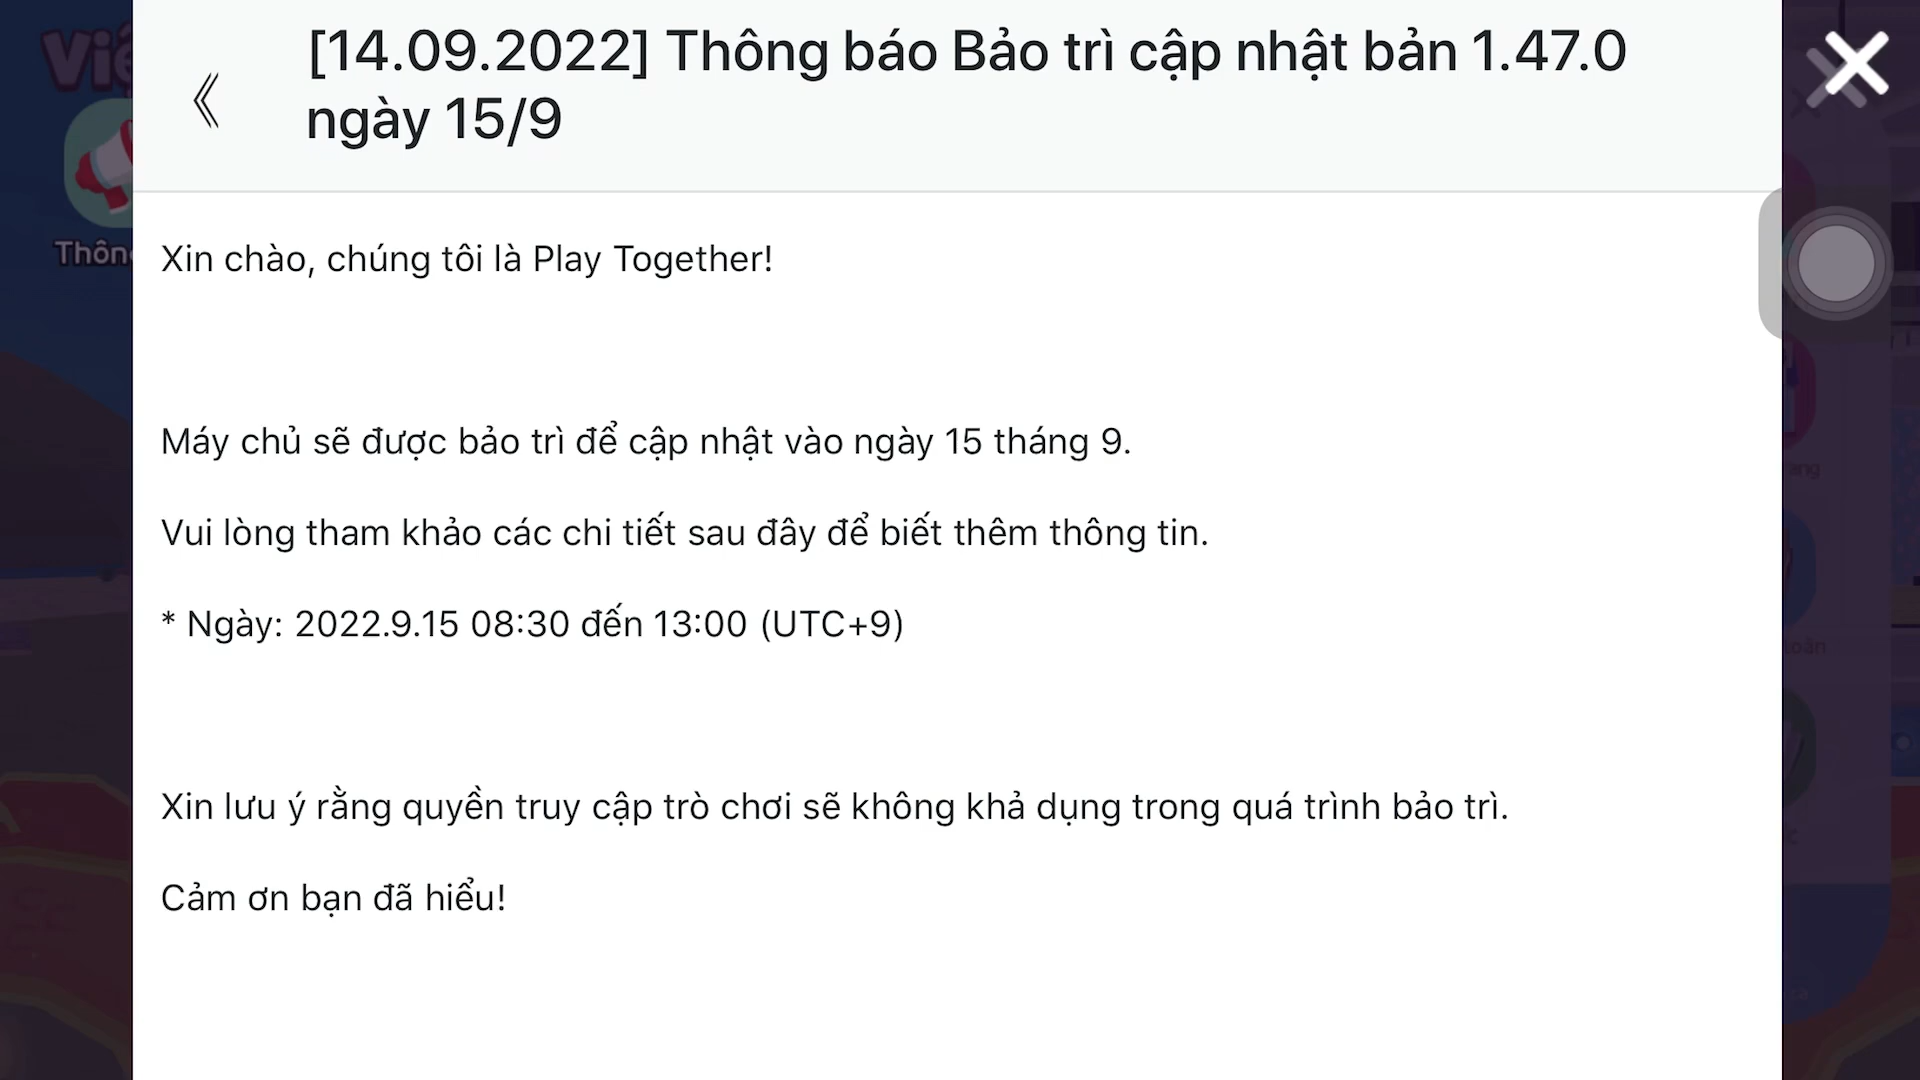 [14.09.2022] Thông báo Bảo trì cập nhật bản 1.47.0
ngày 15/9
Xin chào, chúng tôi là Play Together!
Máy chủ sẽ được bảo trì để cập nhật vào ngày 15 tháng 9.
Vui lòng tham khảo các chi tiết sau đây để biết thêm thông tin.
* Ngày: 2022.9.15 08:30 đến 13:00 (UTC+9)
Xin lưu ý rằng quyền truy cập trò chơi sẽ không khả dụng trong quá trình bảo trì.
Cảm ơn bạn đã hiểu!